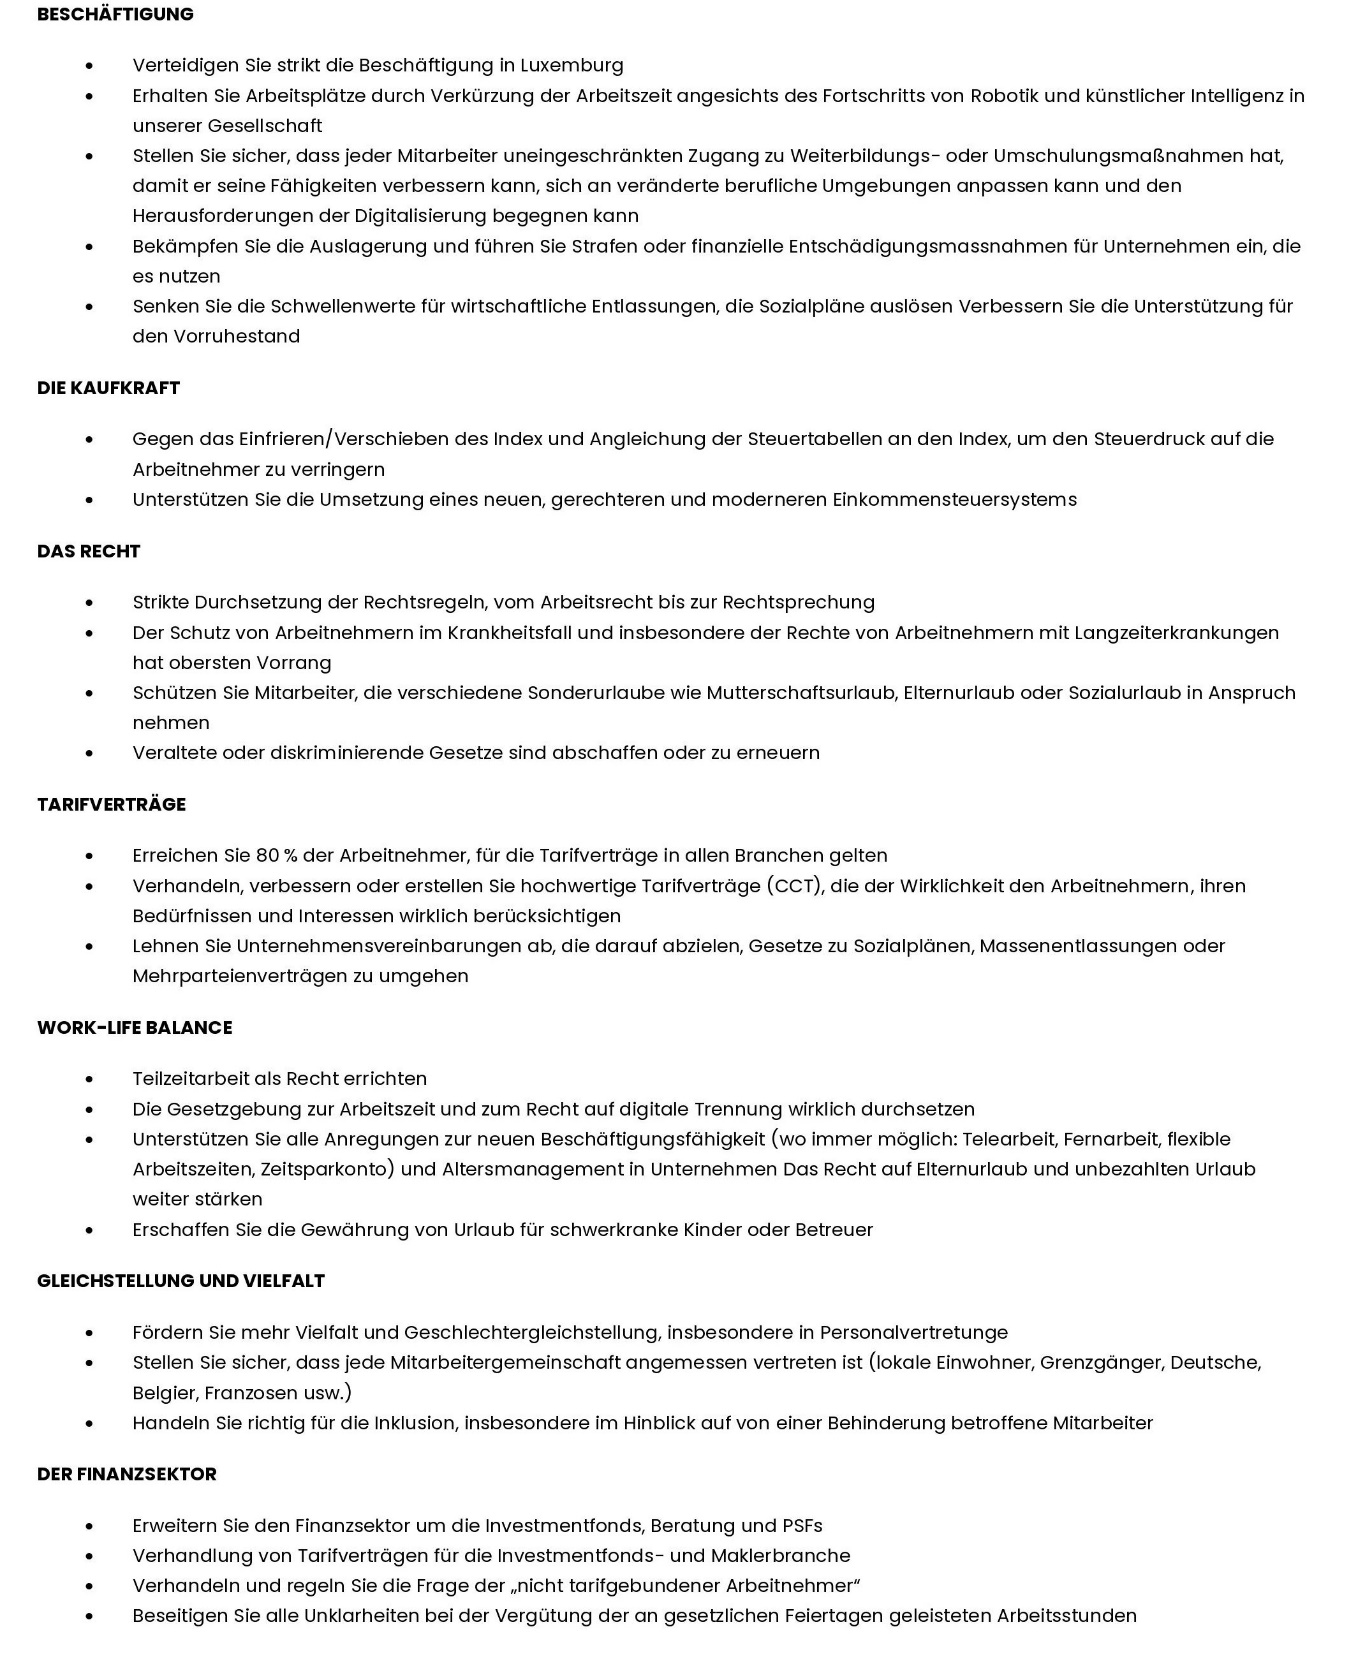 BESCHÄFTIGUNG
• Verteidigen Sie strikt die Beschäftigung in Luxemburg
• Erhalten Sie Arbeitsplätze durch Verkürzung der Arbeitszeit angesichts des Fortschritts von Robotik und künstlicher Intelligenz in
unserer Gesellschaft
• Stellen Sie sicher, dass jeder Mitarbeiter uneingeschränkten Zugang zu Weiterbildungs- oder Umschulungsmaßnahmen hat,
damit er seine Fähigkeiten verbessern kann, sich an veränderte berufliche Umgebungen anpassen kann und den
Herausforderungen der Digitalisierung begegnen kann
• Bekämpfen Sie die Auslagerung und führen Sie Strafen oder finanzielle Entschädigungsmassnahmen für Unternehmen ein, die
es nutzen
• Senken Sie die Schwellenwerte für wirtschaftliche Entlassungen, die Sozialpläne auslösen Verbessern Sie die Unterstützung für
den Vorruhestand
DIE KAUFKRAFT
• Gegen das Einfrieren/Verschieben des Index und Angleichung der Steuertabellen an den Index, um den Steuerdruck auf die
Arbeitnehmer zu verringern
• Unterstützen Sie die Umsetzung eines neuen, gerechteren und moderneren Einkommensteuersystems
DAS RECHT
• Strikte Durchsetzung der Rechtsregeln, vom Arbeitsrecht bis zur Rechtsprechung
• Der Schutz von Arbeitnehmern im Krankheitsfall und insbesondere der Rechte von Arbeitnehmern mit Langzeiterkrankungen
hat obersten Vorrang
• Schützen Sie Mitarbeiter, die verschiedene Sonderurlaube wie Mutterschaftsurlaub, Elternurlaub oder Sozialurlaub in Anspruch
nehmen
• Veraltete oder diskriminierende Gesetze sind abschaffen oder zu erneuern
TARIFVERTRÄGE
• Erreichen Sie 80 % der Arbeitnehmer, für die Tarifverträge in allen Branchen gelten
• Verhandeln, verbessern oder erstellen Sie hochwertige Tarifverträge (CCT), die der Wirklichkeit den Arbeitnehmern, ihren
Bedürfnissen und Interessen wirklich berücksichtigen
• Lehnen Sie Unternehmensvereinbarungen ab, die darauf abzielen, Gesetze zu Sozialplänen, Massenentlassungen oder
Mehrparteienverträgen zu umgehen
WORK-LIFE BALANCE
• Teilzeitarbeit als Recht errichten
• Die Gesetzgebung zur Arbeitszeit und zum Recht auf digitale Trennung wirklich durchsetzen
• Unterstützen Sie alle Anregungen zur neuen Beschäftigungsfähigkeit (wo immer möglich: Telearbeit, Fernarbeit, flexible
Arbeitszeiten, Zeitsparkonto) und Altersmanagement in Unternehmen Das Recht auf Elternurlaub und unbezahlten Urlaub
weiter stärken
• Erschaffen Sie die Gewährung von Urlaub für schwerkranke Kinder oder Betreuer
GLEICHSTELLUNG UND VIELFALT
• Fördern Sie mehr Vielfalt und Geschlechtergleichstellung, insbesondere in Personalvertretunge
• Stellen Sie sicher, dass jede Mitarbeitergemeinschaft angemessen vertreten ist (lokale Einwohner, Grenzgänger, Deutsche,
Belgier, Franzosen usw.)
• Handeln Sie richtig für die Inklusion, insbesondere im Hinblick auf von einer Behinderung betroffene Mitarbeiter
DER FINANZSEKTOR
• Erweitern Sie den Finanzsektor um die Investmentfonds, Beratung und PSFs
• Verhandlung von Tarifverträgen für die Investmentfonds- und Maklerbranche
• Verhandeln und regeln Sie die Frage der „nicht tarifgebundener Arbeitnehmer“
• Beseitigen Sie alle Unklarheiten bei der Vergütung der an gesetzlichen Feiertagen geleisteten Arbeitsstunden